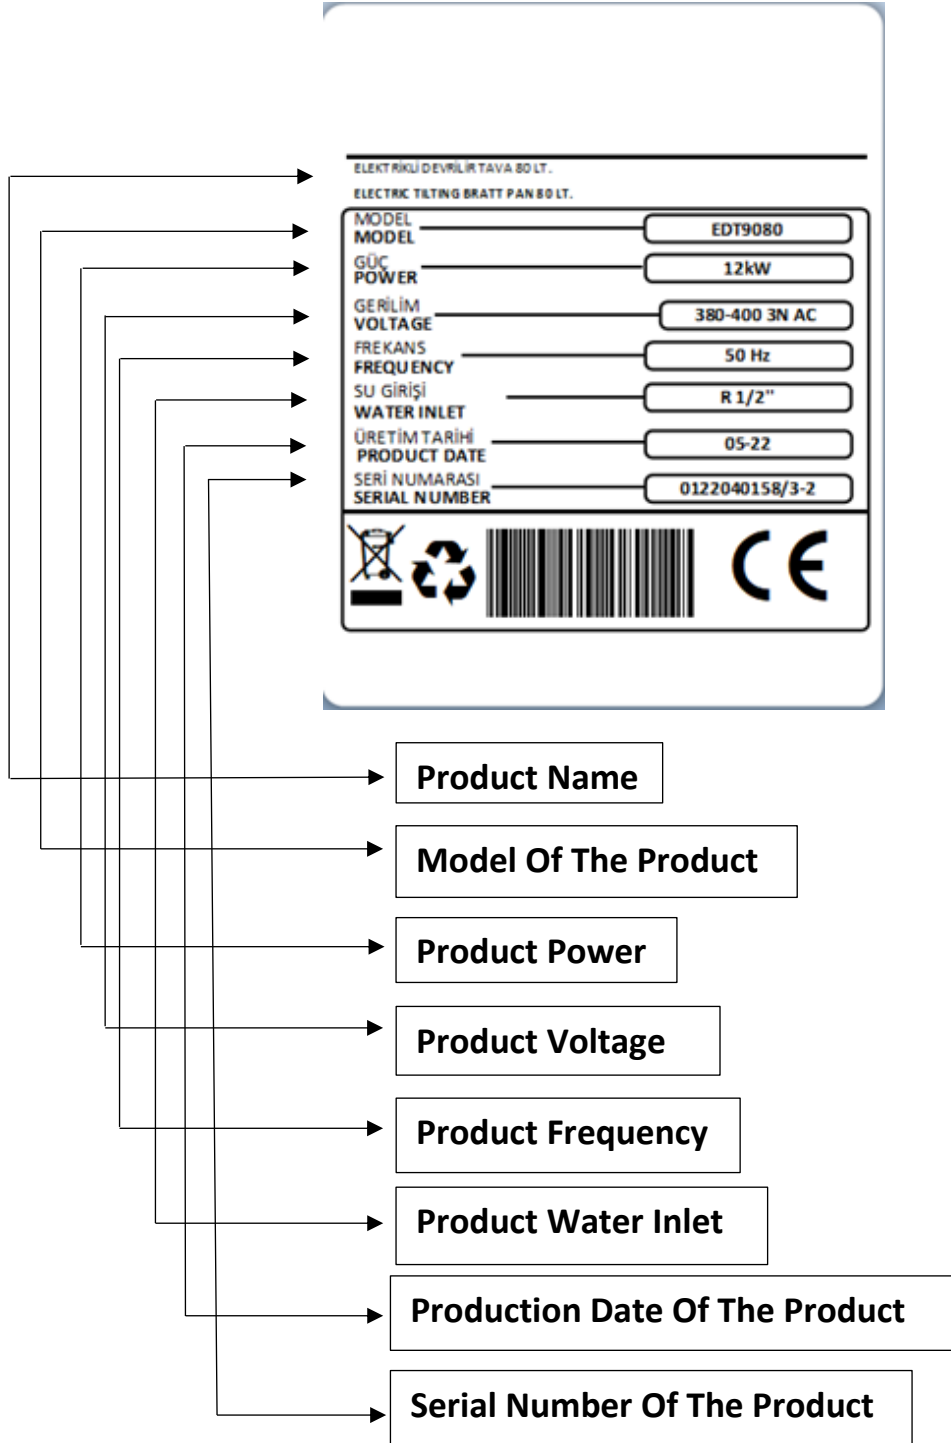 ELEKTRİKLİ DEVRİLİR TAVA 80 LT.
ELECTRIC TILTING BRATT PAN 80 LT.
MODEL
MODEL
EDT9080
GÜÇ
POWER
12kW
GERİLİM
VOLTAGE
380-400 3N AC
FREKANS
FREQUENCY
50 Hz
SU GİRİŞİ
WATER INLET
R 1/2"
ÜRETİM TARİHİ
PRODUCT DATE
05-22
SERİ NUMARASI
SERIAL NUMBER
0122040158/3-2
CE
Product Name
Model Of The Product
Product Power
Product Voltage
Product Frequency
Product Water Inlet
Production Date Of The Product
Serial Number Of The Product